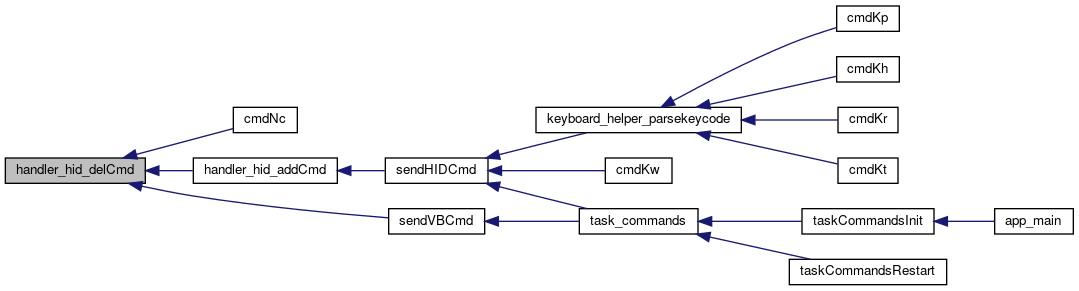 cmdKp
cmdKh
cmdNc
keyboard_helper_parsekeycode
cmdKr
handler_hid_delCmd
handler_hid_addCmd
sendHIDCmd
cmdKw
cmdKt
sendVBCmd
task_commands
taskCommandsInit
app_main
taskCommandsRestart